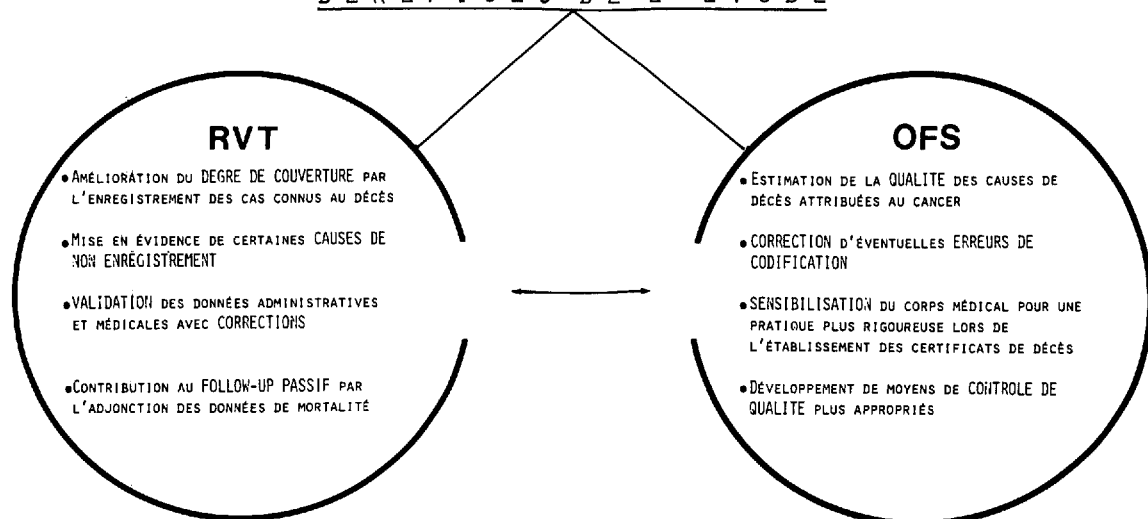 B E N E F I C E S D E L ' E T U D E
RVT
• AMÉLIORATION DU DEGRE DE COUVERTURE PAR
L'ENREGISTREMENT DES CAS CONNUS AU DÉCÈS
• MISE EN ÉVIDENCE DE CERTAINES CAUSES DE
NON ENRÉGISTREMENT
• VALIDATION DES DONNÉES ADMINISTRATIVES
ET MÉDICALES AVEC CORRECTIONS
• CONTRIBUTION AU FOLLOW-UP PASSIF PAR
L'ADJONCTION DES DONNÉES DE MORTALITÉ
OFS
• ESTIMATION DE LA QUALITE DES CAUSES DE
DÉCÈS ATTRIBUÉES AU CANCER
• CORRECTION D'ÉVENTUELLES ERREURS DE
CODIFICATION
• SENSIBILISATION DU CORPS MÉDICAL POUR UNE
PRATIQUE PLUS RIGOUREUSE LORS DE
L'ÉTABLISSEMENT DES CERTIFICATS DE DÉCÈS
• DÉVELOPPEMENT DE MOYENS DE CONTROLE DE
QUALITE PLUS APPROPRIÉS